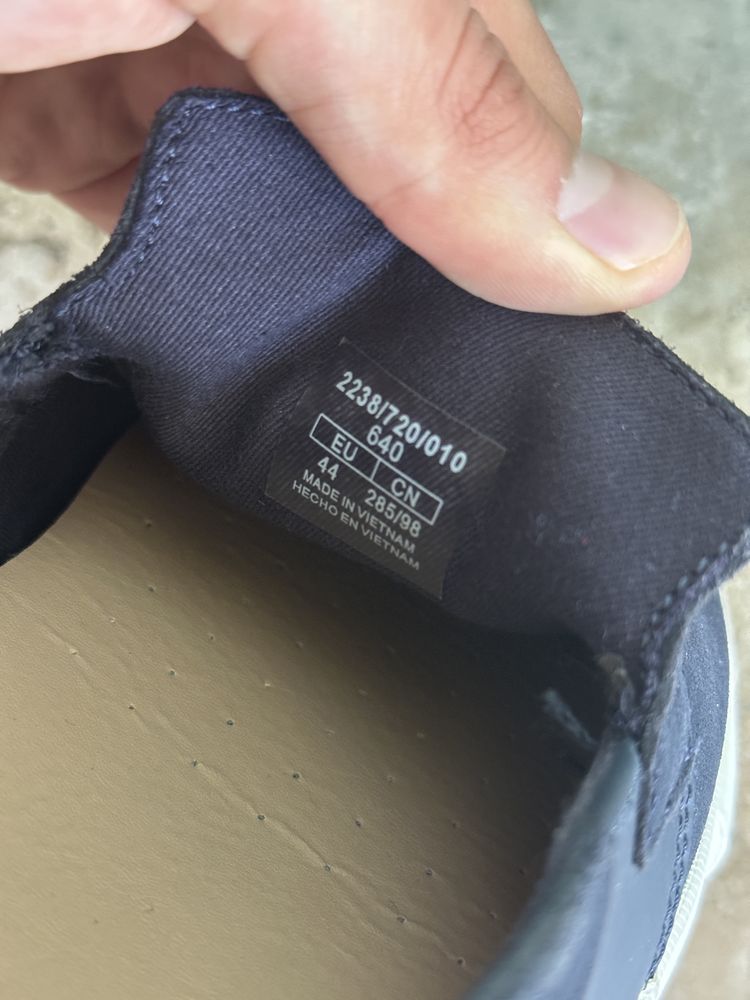 2238/720/010
640
EU CN
44 285/98
MADE IN VIETNAM
HECHO EN VIETNAM